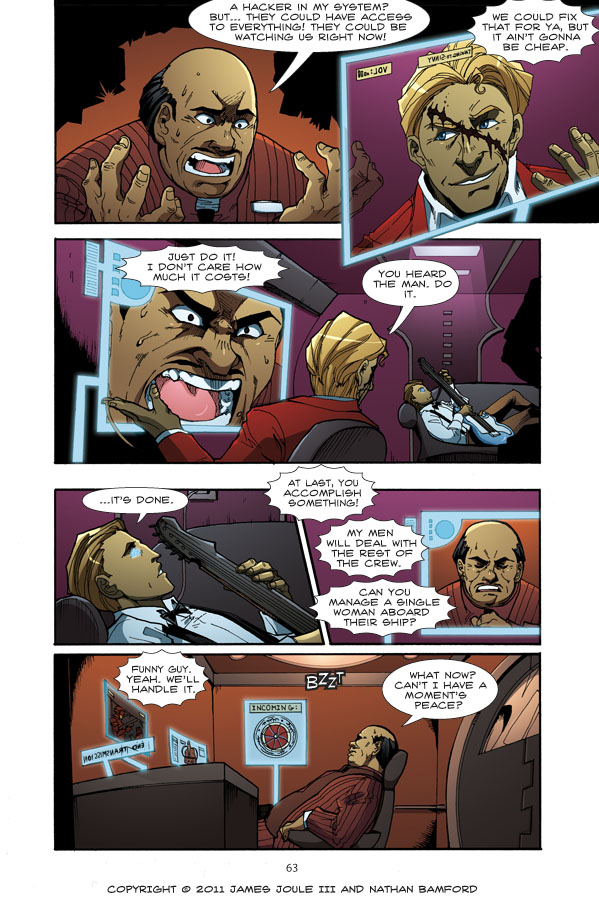 A HACKER IN MY SYSTEM?
BUT... THEY COULD HAVE ACCESS
TO EVERYTHING! THEY COULD BE
WATCHING US RIGHT NOW!
WE COULD FIX
THAT FOR YA, BUT
IT AIN'T GONNA
BE CHEAP.
VOL:
JUST DO IT!
I DON'T CARE HOW
MUCH IT COSTS!
YOU HEARD
THE MAN. DO
IT.
...IT'S DONE.
AT LAST, YOU
ACCOMPLISH
SOMETHING!
MY MEN
WILL DEAL WITH
THE REST OF
THE CREW.
CAN YOU
MANAGE A SINGLE
WOMAN ABOARD
THEIR SHIP?
FUNNY GUY.
YEAH. WE'LL
HANDLE IT.
BZZT
WHAT NOW?
CAN'T I HAVE A
MOMENT'S
PEACE?
INCOMING:
END TRANSMISSION
63
COPYRIGHT © 2011 JAMES JOULE III AND NATHAN BAMFORD